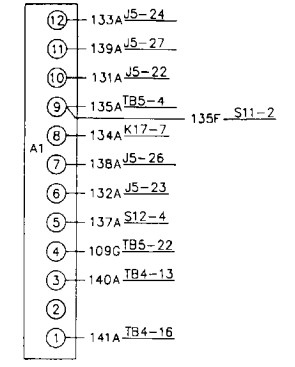 12 133A J5-24
11 139A J5-27
10 131A J5-22
9 135A TB5-4
135F S11-2
8 134A K17-7
A1
7 138A J5-26
6 132A J5-23
5 137A S12-4
4 109G TB5-22
3 140A TB4-13
2
1 141A TB4-16